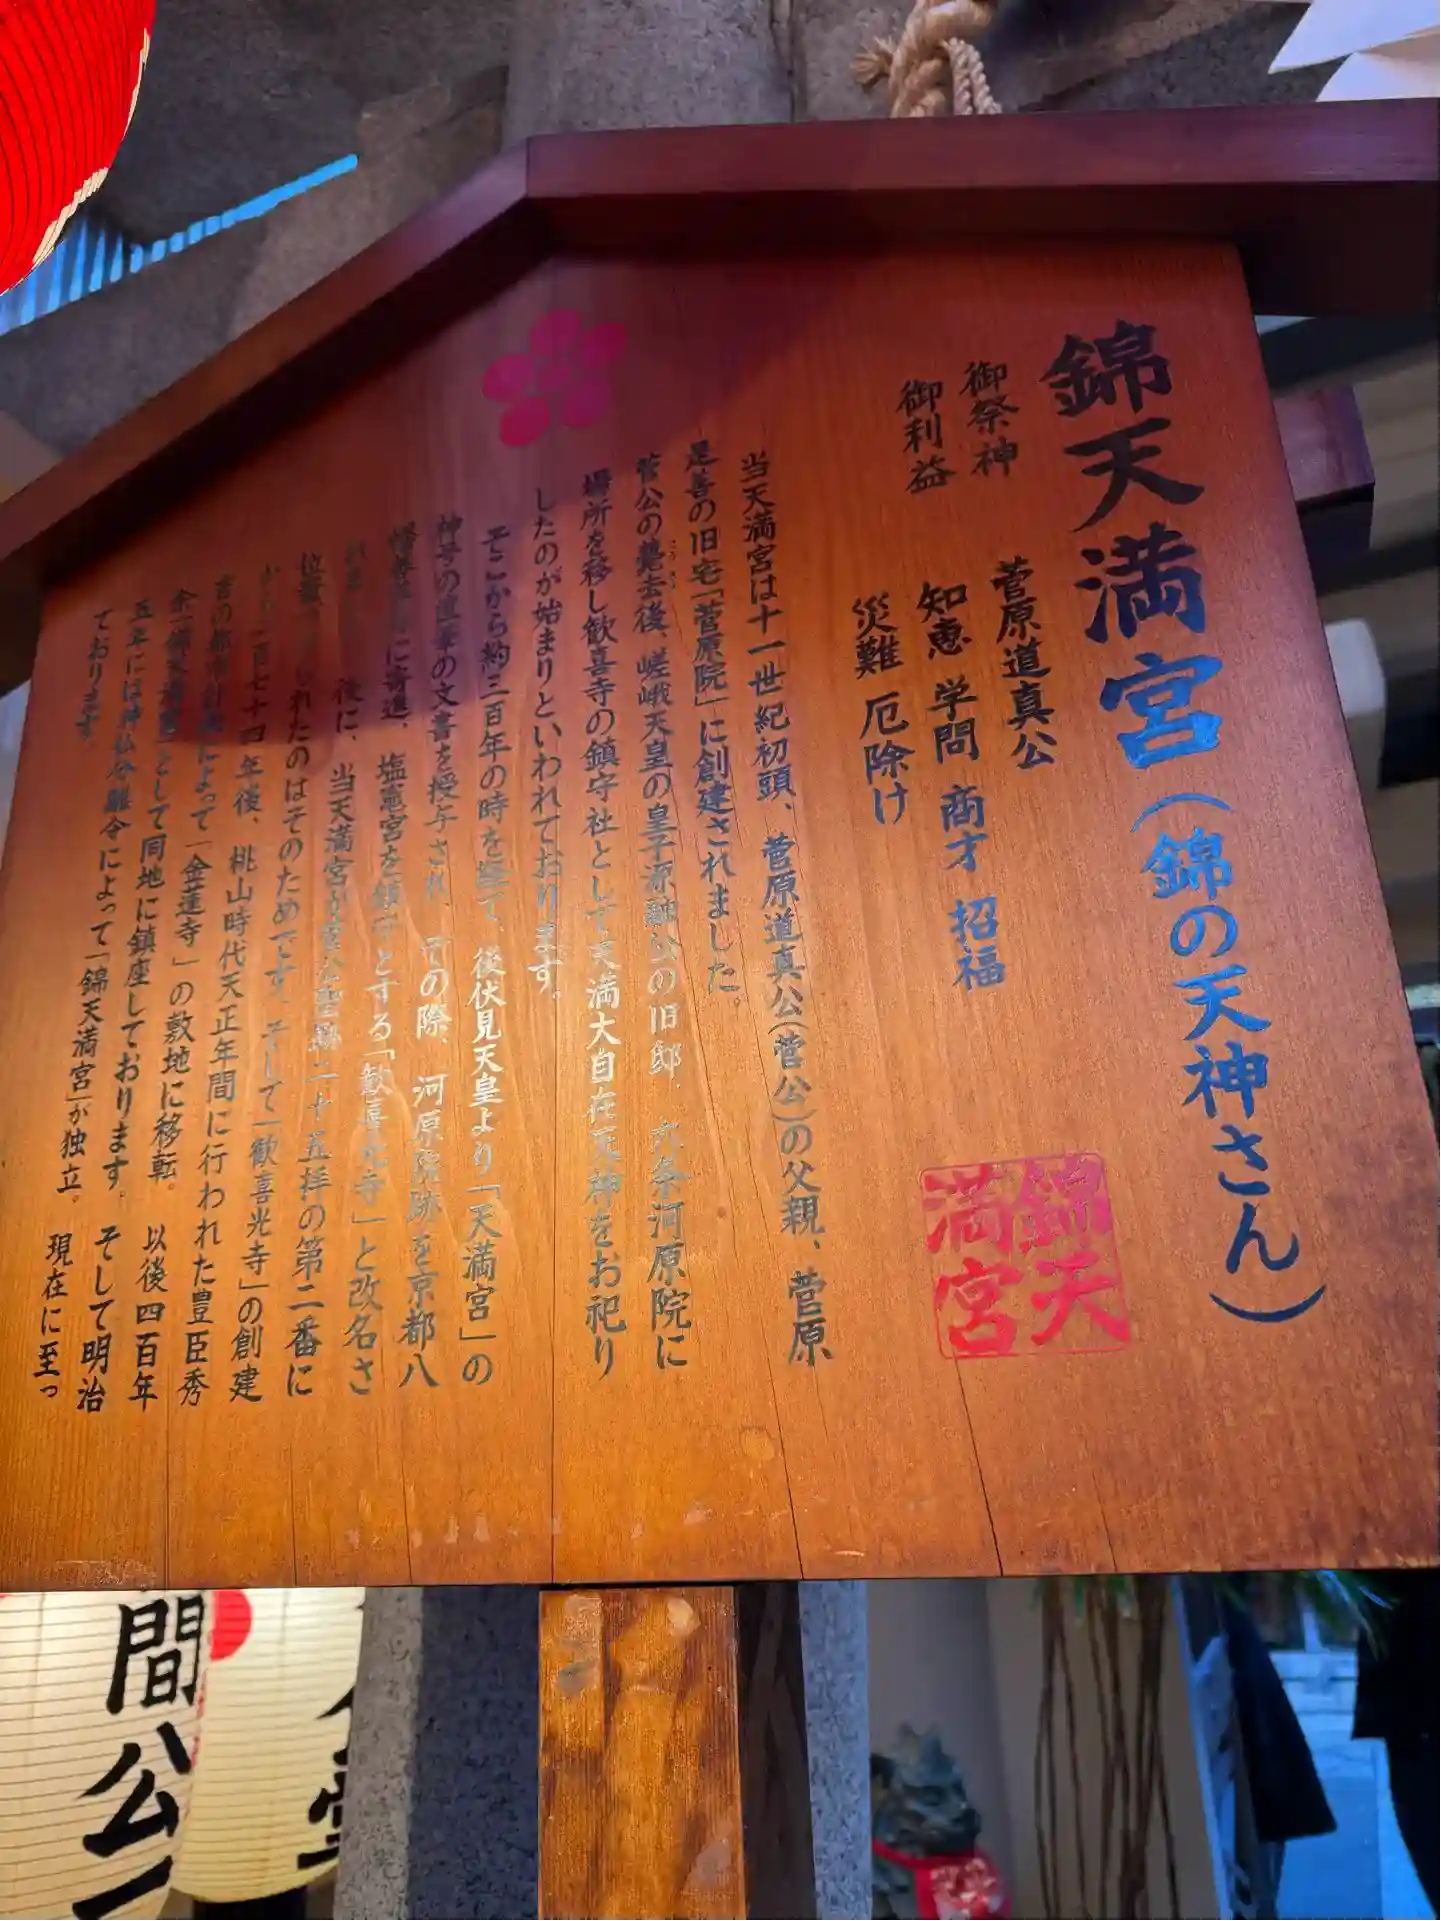 錦天満宮(錦の天神さん)
御祭神 菅原道真公
御利益 知恵 学問 商才 招福
災難 厄除け
錦天
満宮
当天満宮は十一世紀初頭、菅原道真公(菅公)の父親、菅原
是善の旧宅「菅原院」に創建されました。
菅公の薨去後、嵯峨天皇の皇子源融公の旧邸、六条河原院に
こうきょ
場所を移し歓喜寺の鎮守社として天満大自在天神をお祀り
したのが始まりといわれております。
そこから約三百年の時を経て、後伏見天皇より「天満宮」の
神号の直筆の文書を授与され その際、河原院跡を京都八
に寄進、塩竈宮を鎮守とする「歓喜光寺」と改名さ
後に、当天満宮が菅公聖蹟二十五拝の第二番に
られたのはそのためです。そして「歓喜光寺」の創建
百七十四年後、桃山時代天正年間に行われた豊臣秀
吉の都市計画によって「金蓮寺」の敷地に移転。以後四百年
として同地に鎮座しております。そして明治
五年には神仏分離令によって「錦天満宮」が独立。現在に至っ
ております。
間
公